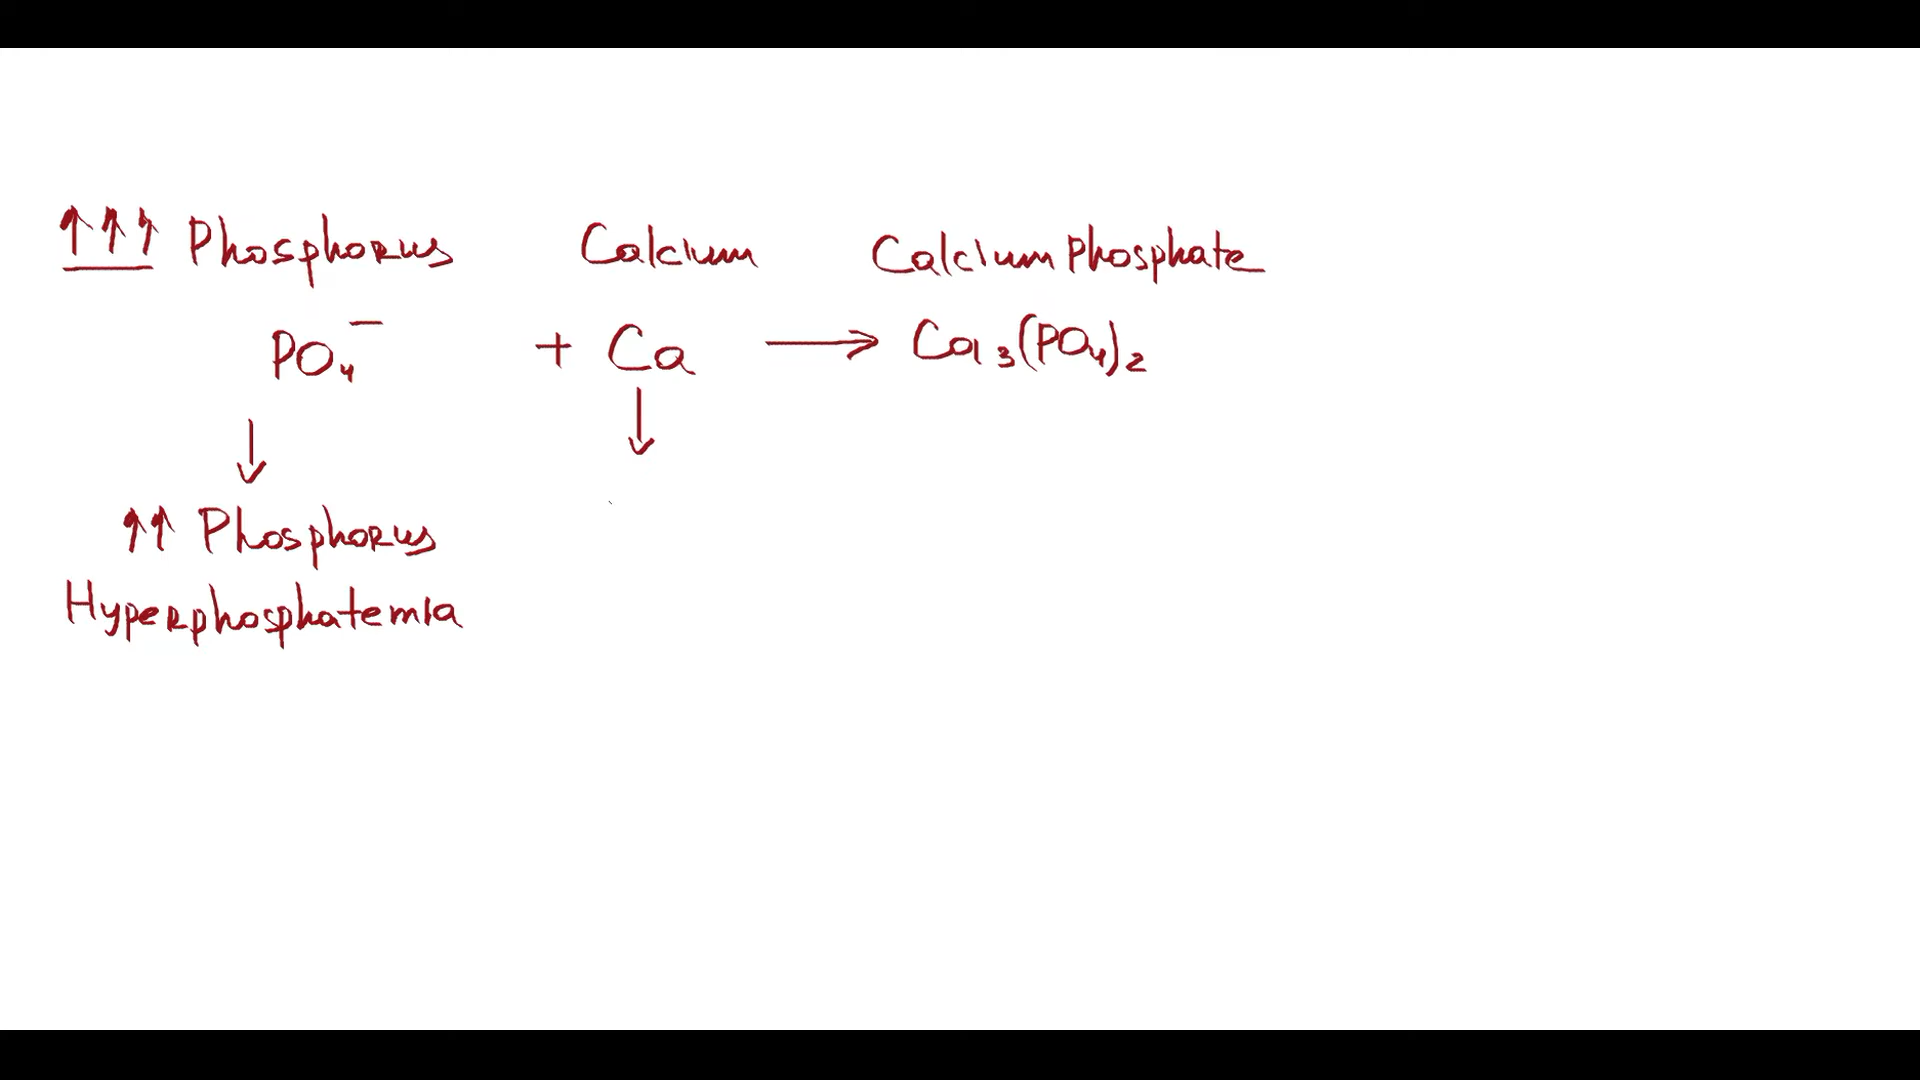 ↑↑↑ Phosphorus Calcium Calcium Phosphate
PO₄⁻ + Ca → Ca₃(PO₄)₂
↓ ↓
↑↑ Phosphorus
Hyperphosphatemia